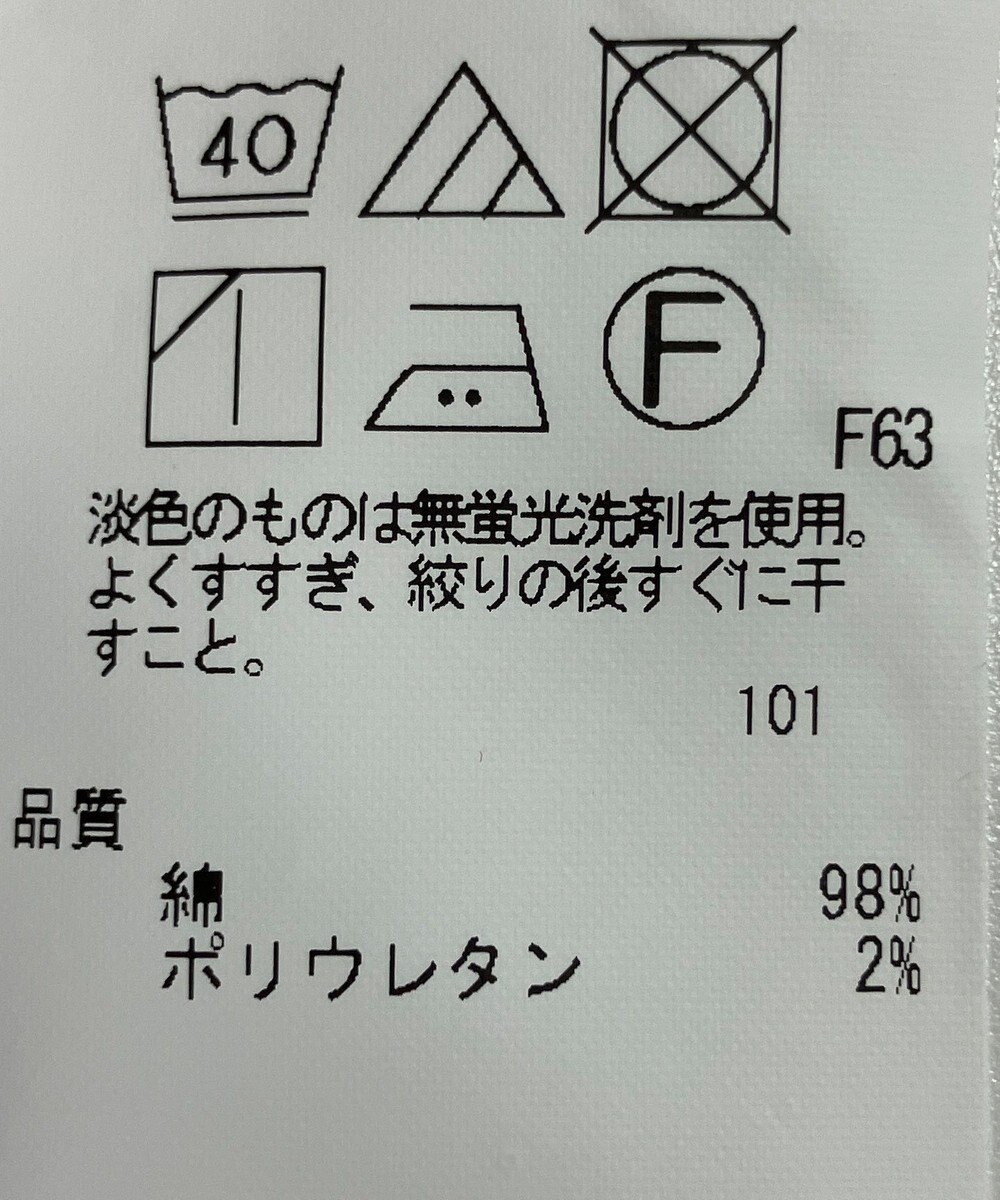 40
F
F63
淡色のものは無蛍光洗剤を使用。
よくすすぎ、絞りの後すぐに干
すこと。
101
品質
綿 98%
ポリウレタン 2%